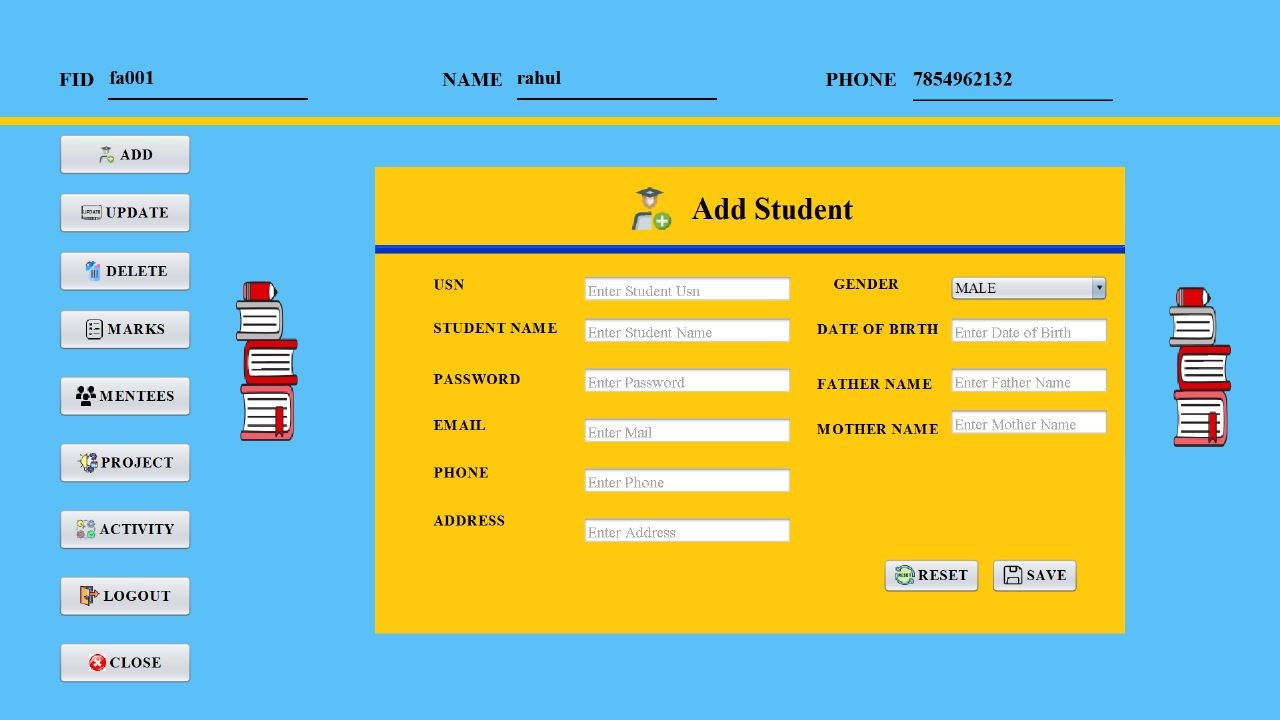 FID fa001 NAME rahul PHONE 7854962132
ADD
UPDATE
DELETE
MARKS
MENTEES
PROJECT
ACTIVITY
LOGOUT
CLOSE
Add Student
USN Enter Student Usn
STUDENT NAME Enter Student Name
PASSWORD Enter Password
EMAIL Enter Mail
PHONE Enter Phone
ADDRESS Enter Address
GENDER MALE
DATE OF BIRTH Enter Date of Birth
FATHER NAME Enter Father Name
MOTHER NAME Enter Mother Name
RESET SAVE